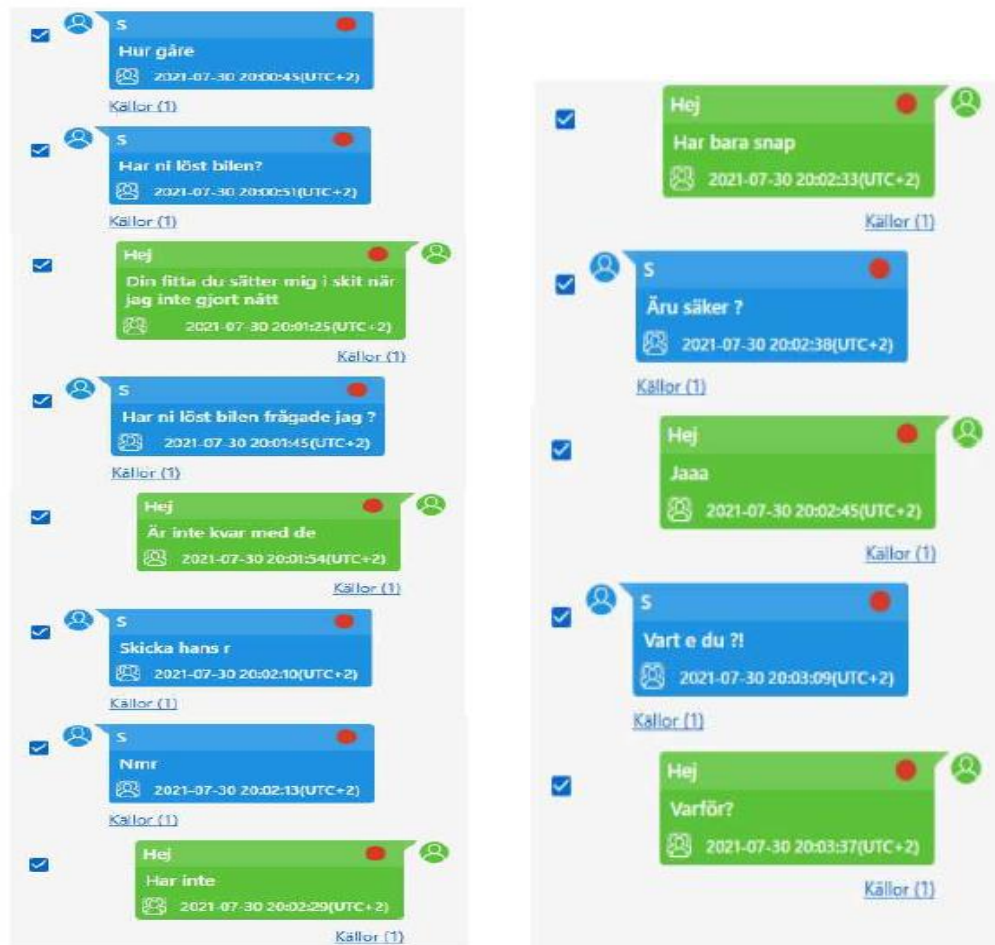 S
Hur gåre
2021-07-30 20:00:45(UTC+2)
Källor (1)
S
Har ni löst bilen?
2021-07-30 20:00:51(UTC+2)
Källor (1)
Hej
Din fitta du sätter mig i skit när
jag inte gjort nått
2021-07-30 20:01:25(UTC+2)
Källor (1)
S
Har ni löst bilen frågade jag ?
2021-07-30 20:01:45(UTC+2)
Källor (1)
Hej
Är inte kvar med de
2021-07-30 20:01:54(UTC+2)
Källor (1)
S
Skicka hans r
2021-07-30 20:02:10(UTC+2)
Källor (1)
S
Nmr
2021-07-30 20:02:13(UTC+2)
Källor (1)
Hej
Har inte
2021-07-30 20:02:29(UTC+2)
Källor (1)
Hej
Har bara snap
2021-07-30 20:02:33(UTC+2)
Källor (1)
S
Äru säker ?
2021-07-30 20:02:38(UTC+2)
Källor (1)
Hej
Jaaa
2021-07-30 20:02:45(UTC+2)
Källor (1)
S
Vart e du ?!
2021-07-30 20:03:09(UTC+2)
Källor (1)
Hej
Varför?
2021-07-30 20:03:37(UTC+2)
Källor (1)